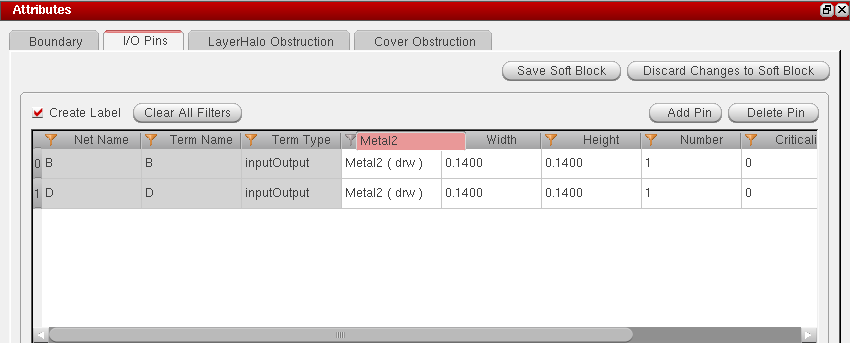 Attributes
Boundary I/O Pins LayerHalo Obstruction Cover Obstruction
Save Soft Block Discard Changes to Soft Block
Create Label Clear All Filters Add Pin Delete Pin
Net Name Term Name Term Type Metal2 Width Height Number Criticali
0 B B inputOutput Metal2 ( drw ) 0.1400 0.1400 1 0
1 D D inputOutput Metal2 ( drw ) 0.1400 0.1400 1 0